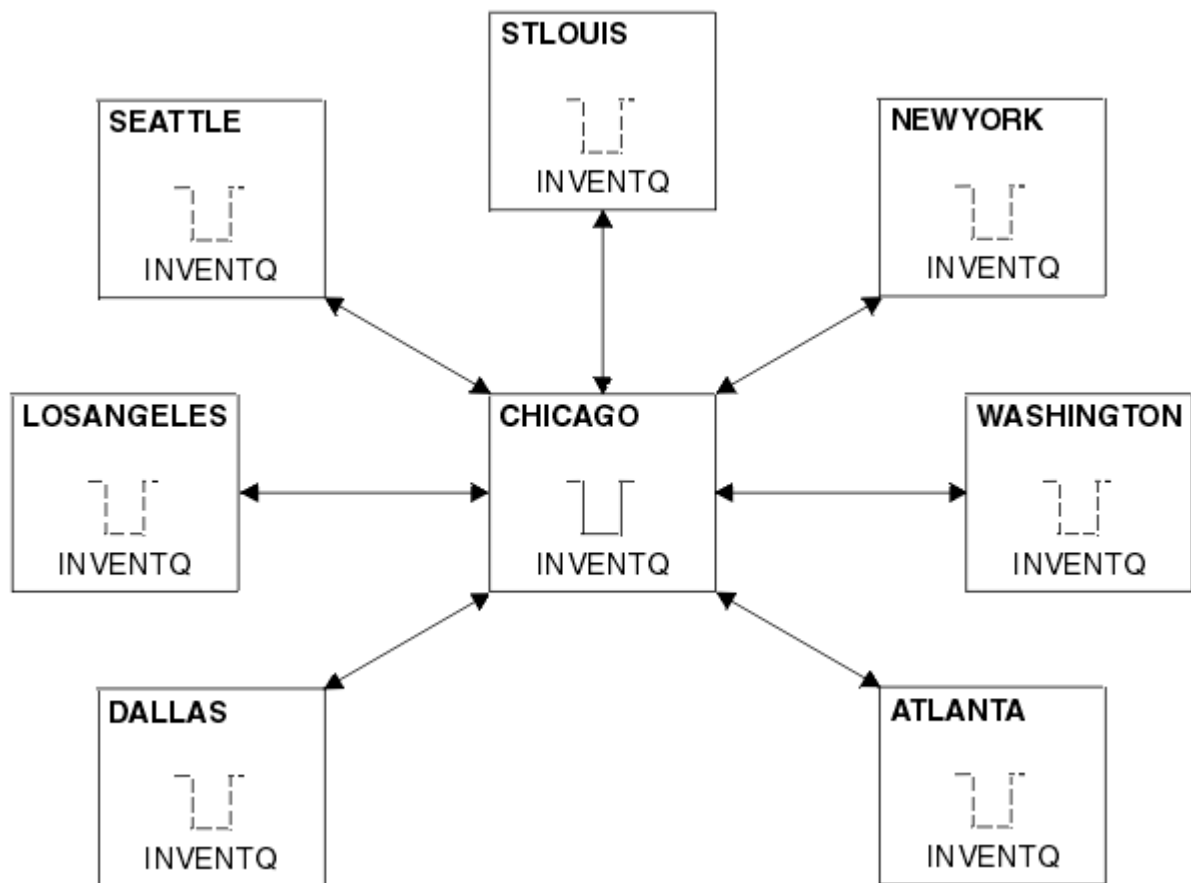 STLOUIS
INVENTQ
SEATTLE
INVENTQ
NEWYORK
INVENTQ
LOSANGELES
INVENTQ
CHICAGO
INVENTQ
WASHINGTON
INVENTQ
DALLAS
INVENTQ
ATLANTA
INVENTQ